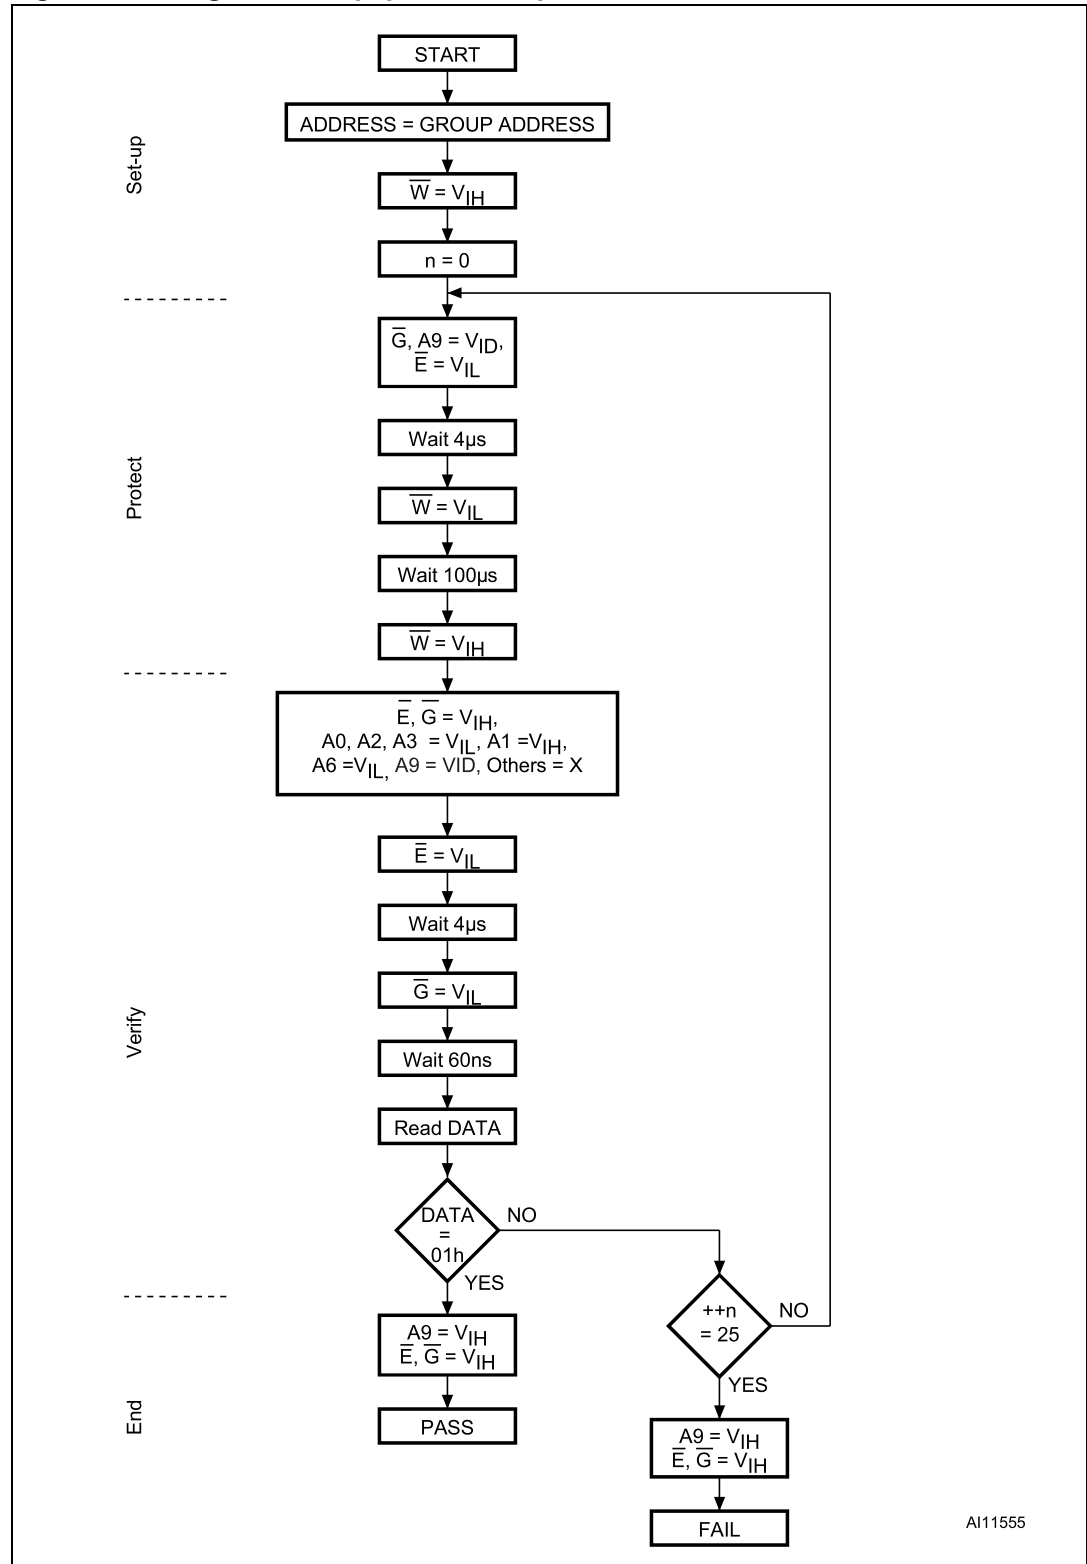 START
ADDRESS = GROUP ADDRESS
Set-up
W̅ = VIH
n = 0
G̅, A9 = VID,
E̅ = VIL
Wait 4µs
Protect
W̅ = VIL
Wait 100µs
W̅ = VIH
E̅, G̅ = VIH,
A0, A2, A3 = VIL, A1 =VIH,
A6 =VIL, A9 = VID, Others = X
E̅ = VIL
Wait 4µs
G̅ = VIL
Verify
Wait 60ns
Read DATA
DATA
=
01h
NO
YES
++n
= 25
NO
YES
A9 = VIH
E̅, G̅ = VIH
End
PASS
A9 = VIH
E̅, G̅ = VIH
FAIL
AI11555